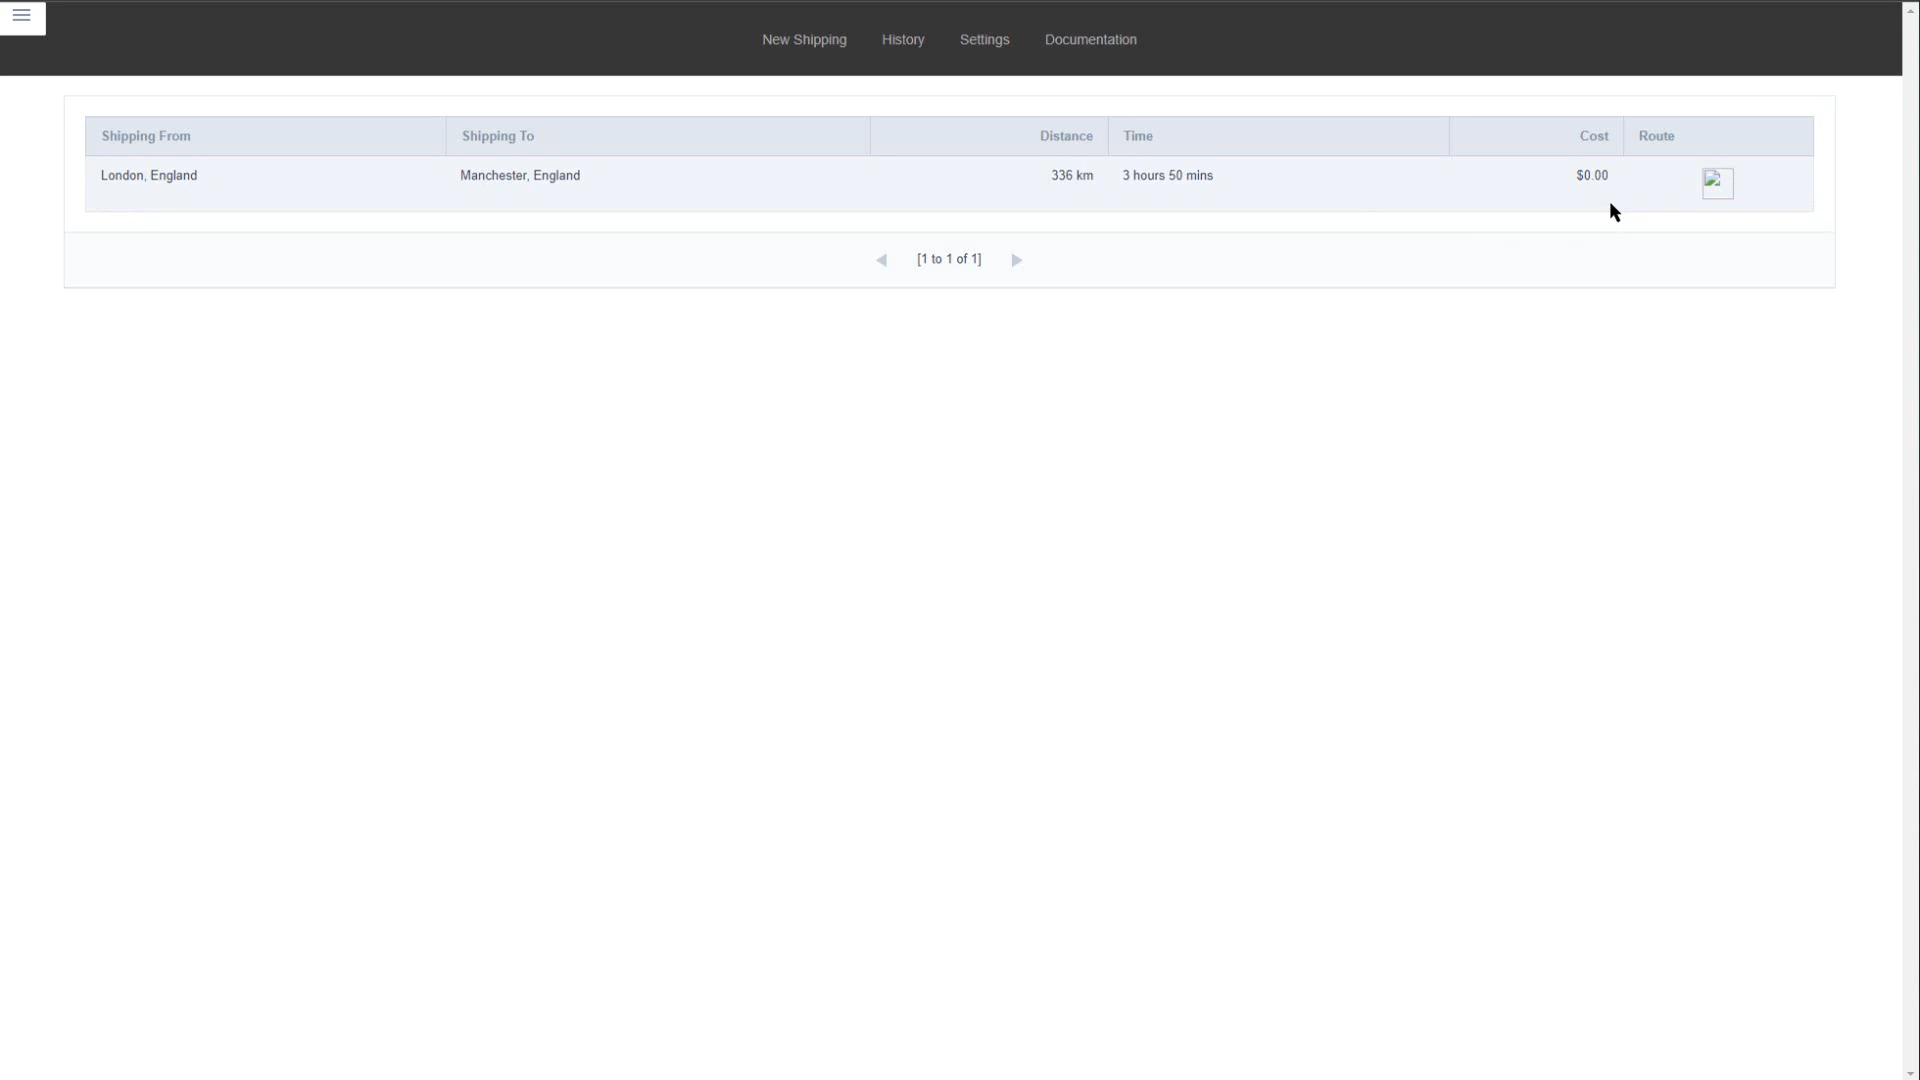 New Shipping History Settings Documentation
Shipping From Shipping To Distance Time Cost Route
London, England Manchester, England 336 km 3 hours 50 mins $0.00
[1 to 1 of 1]